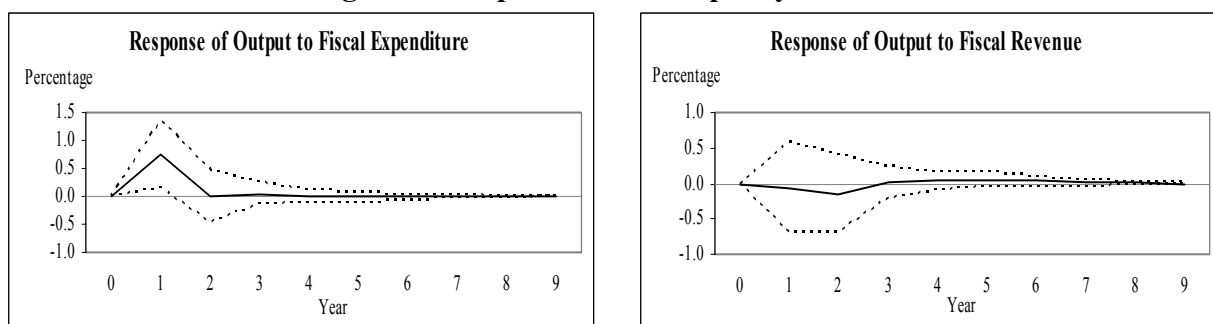 Response of Output to Fiscal Expenditure
Percentage
1.5
1.0
0.5
0.0
-0.5
-1.0
0 1 2 3 4 5 6 7 8 9
Year
Response of Output to Fiscal Revenue
Percentage
1.0
0.5
0.0
-0.5
-1.0
0 1 2 3 4 5 6 7 8 9
Year